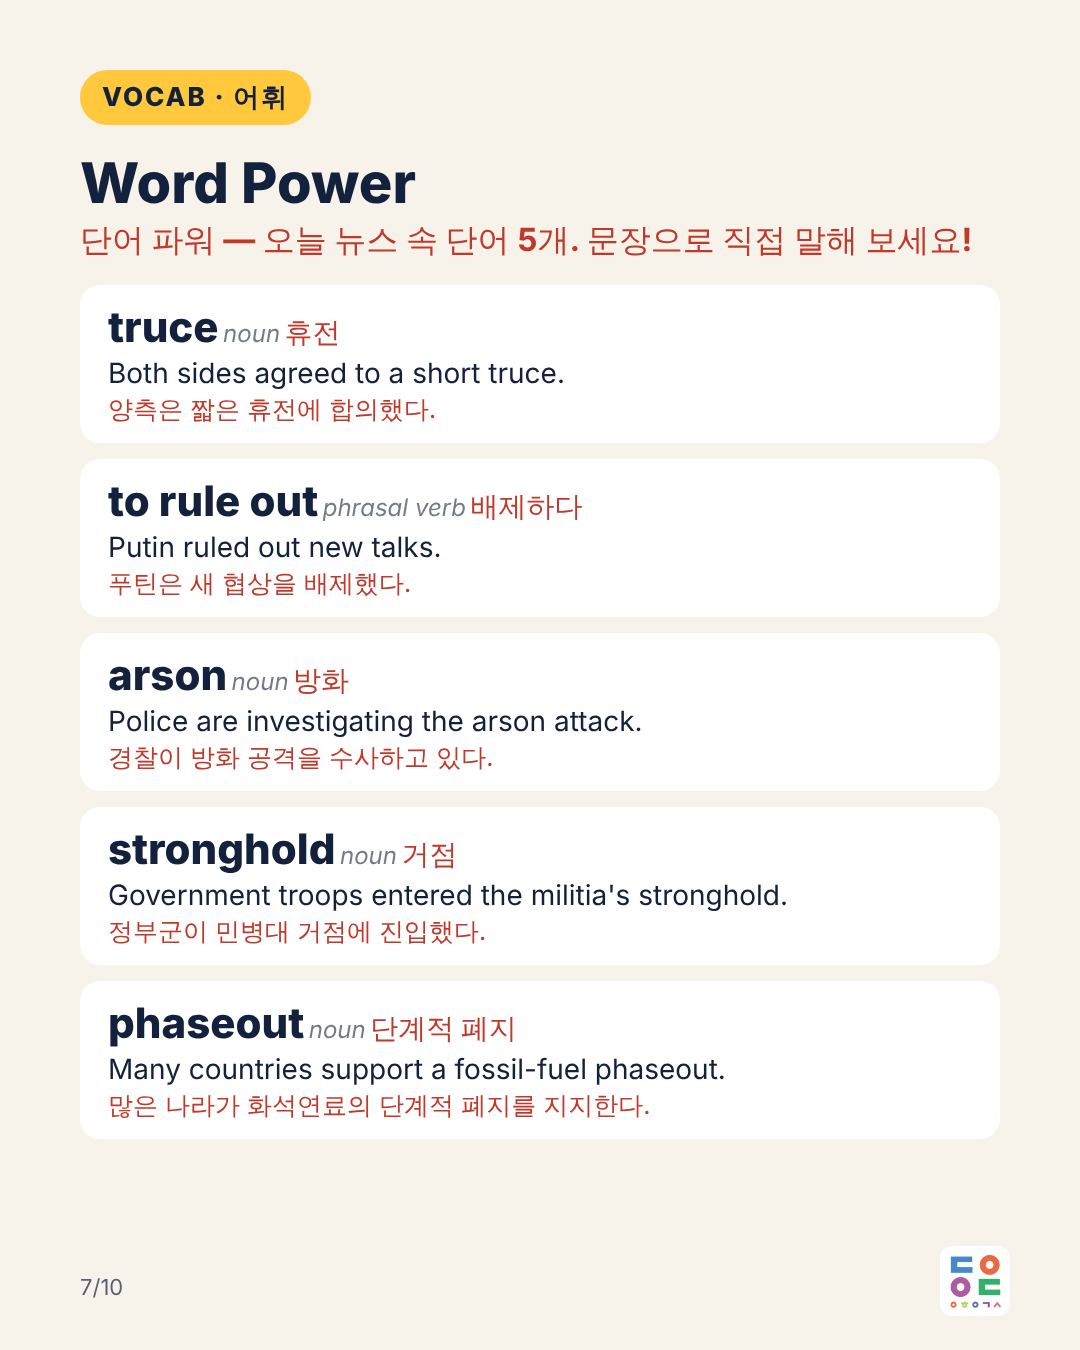 VOCAB · 어휘
Word Power
단어 파워 — 오늘 뉴스 속 단어 5개. 문장으로 직접 말해 보세요!
truce noun 휴전
Both sides agreed to a short truce.
양측은 짧은 휴전에 합의했다.
to rule out phrasal verb 배제하다
Putin ruled out new talks.
푸틴은 새 협상을 배제했다.
arson noun 방화
Police are investigating the arson attack.
경찰이 방화 공격을 수사하고 있다.
stronghold noun 거점
Government troops entered the militia's stronghold.
정부군이 민병대 거점에 진입했다.
phaseout noun 단계적 폐지
Many countries support a fossil-fuel phaseout.
많은 나라가 화석연료의 단계적 폐지를 지지한다.
7/10